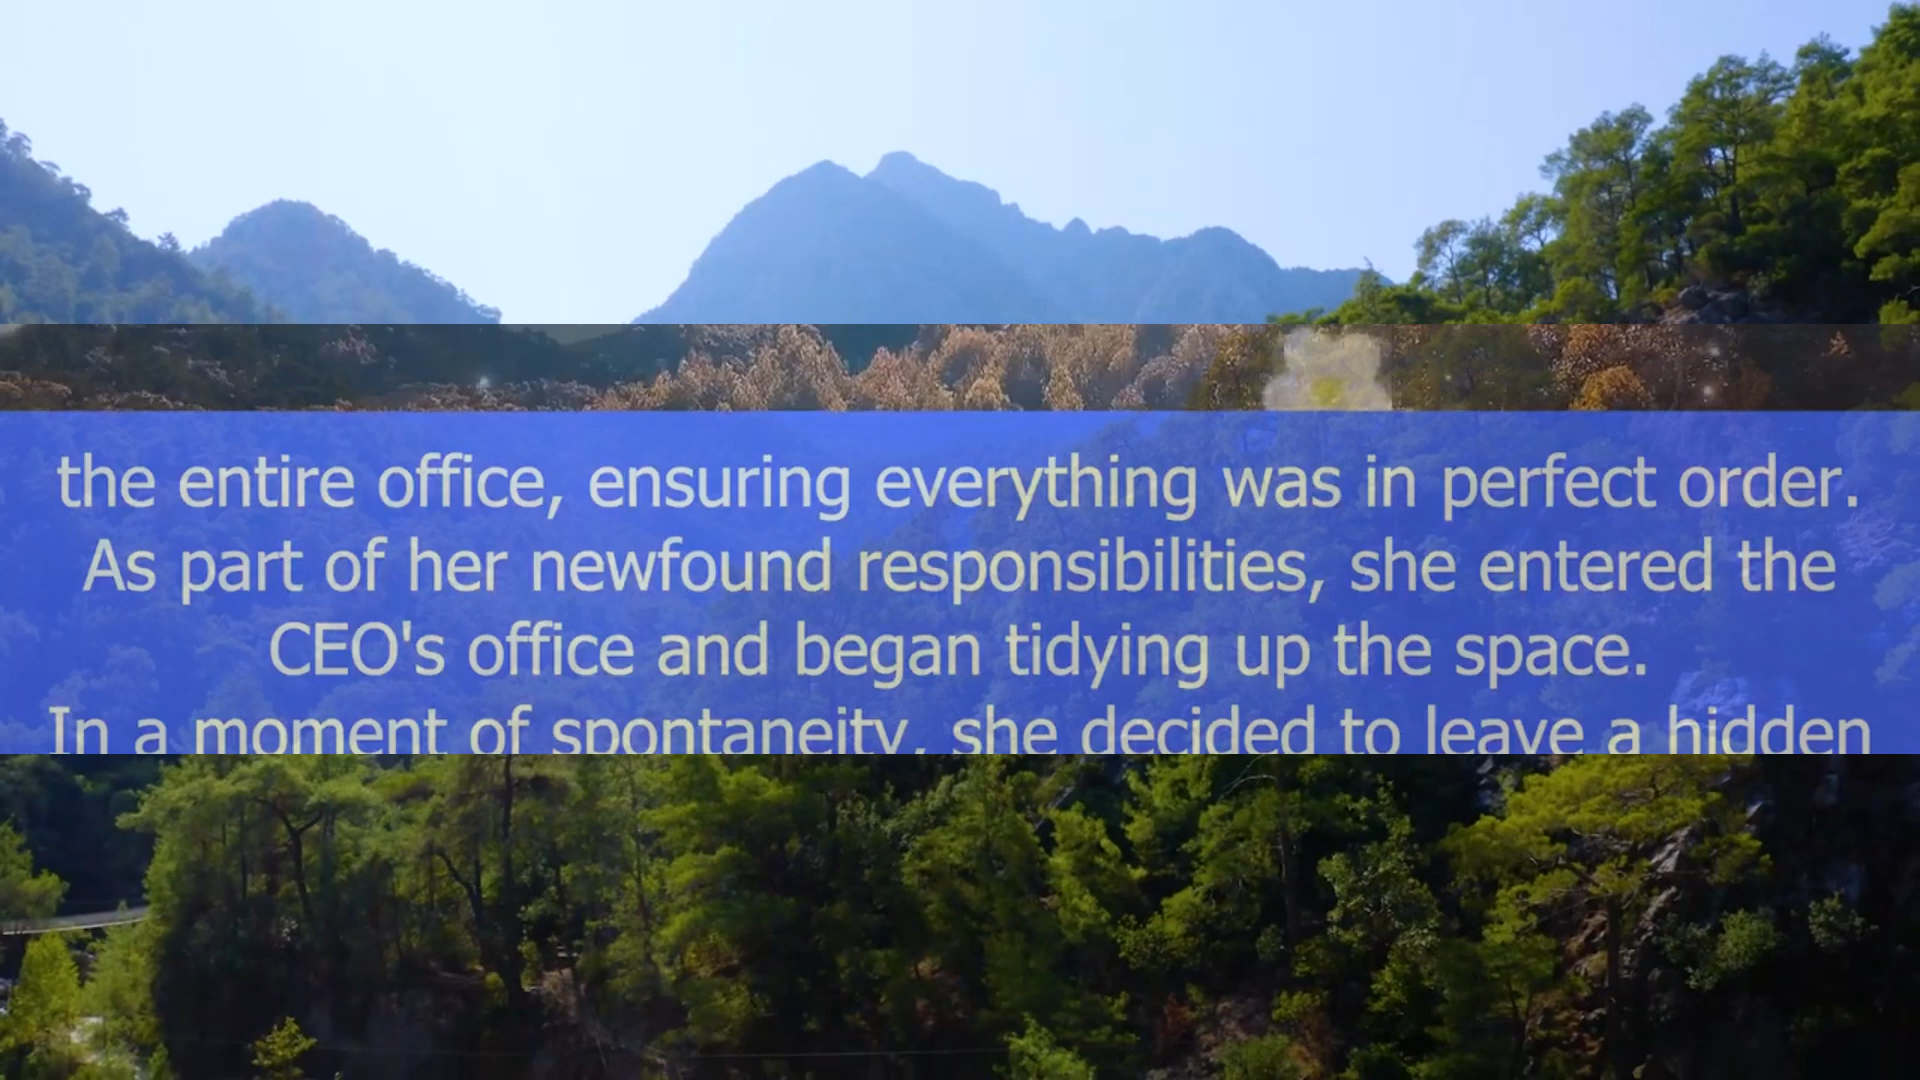 the entire office, ensuring everything was in perfect order.
As part of her newfound responsibilities, she entered the
CEO's office and began tidying up the space.
In a moment of spontaneity, she decided to leave a hidden